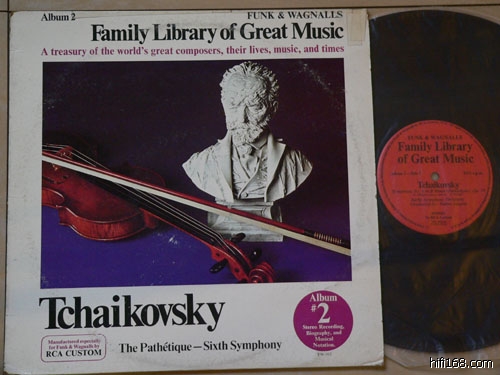 Album 2
FUNK & WAGNALLS
Family Library of Great Music
A treasury of the world's great composers, their lives, music, and times
Tchaikovsky
Manufactured especially
for Funk & Wagnalls by
RCA CUSTOM
The Pathétique—Sixth Symphony
Album
#2
Stereo Recording,
Biography, and
Musical
Notation.
FUNK & WAGNALLS
Family Library
of Great Music
Tchaikovsky
hifi168.com